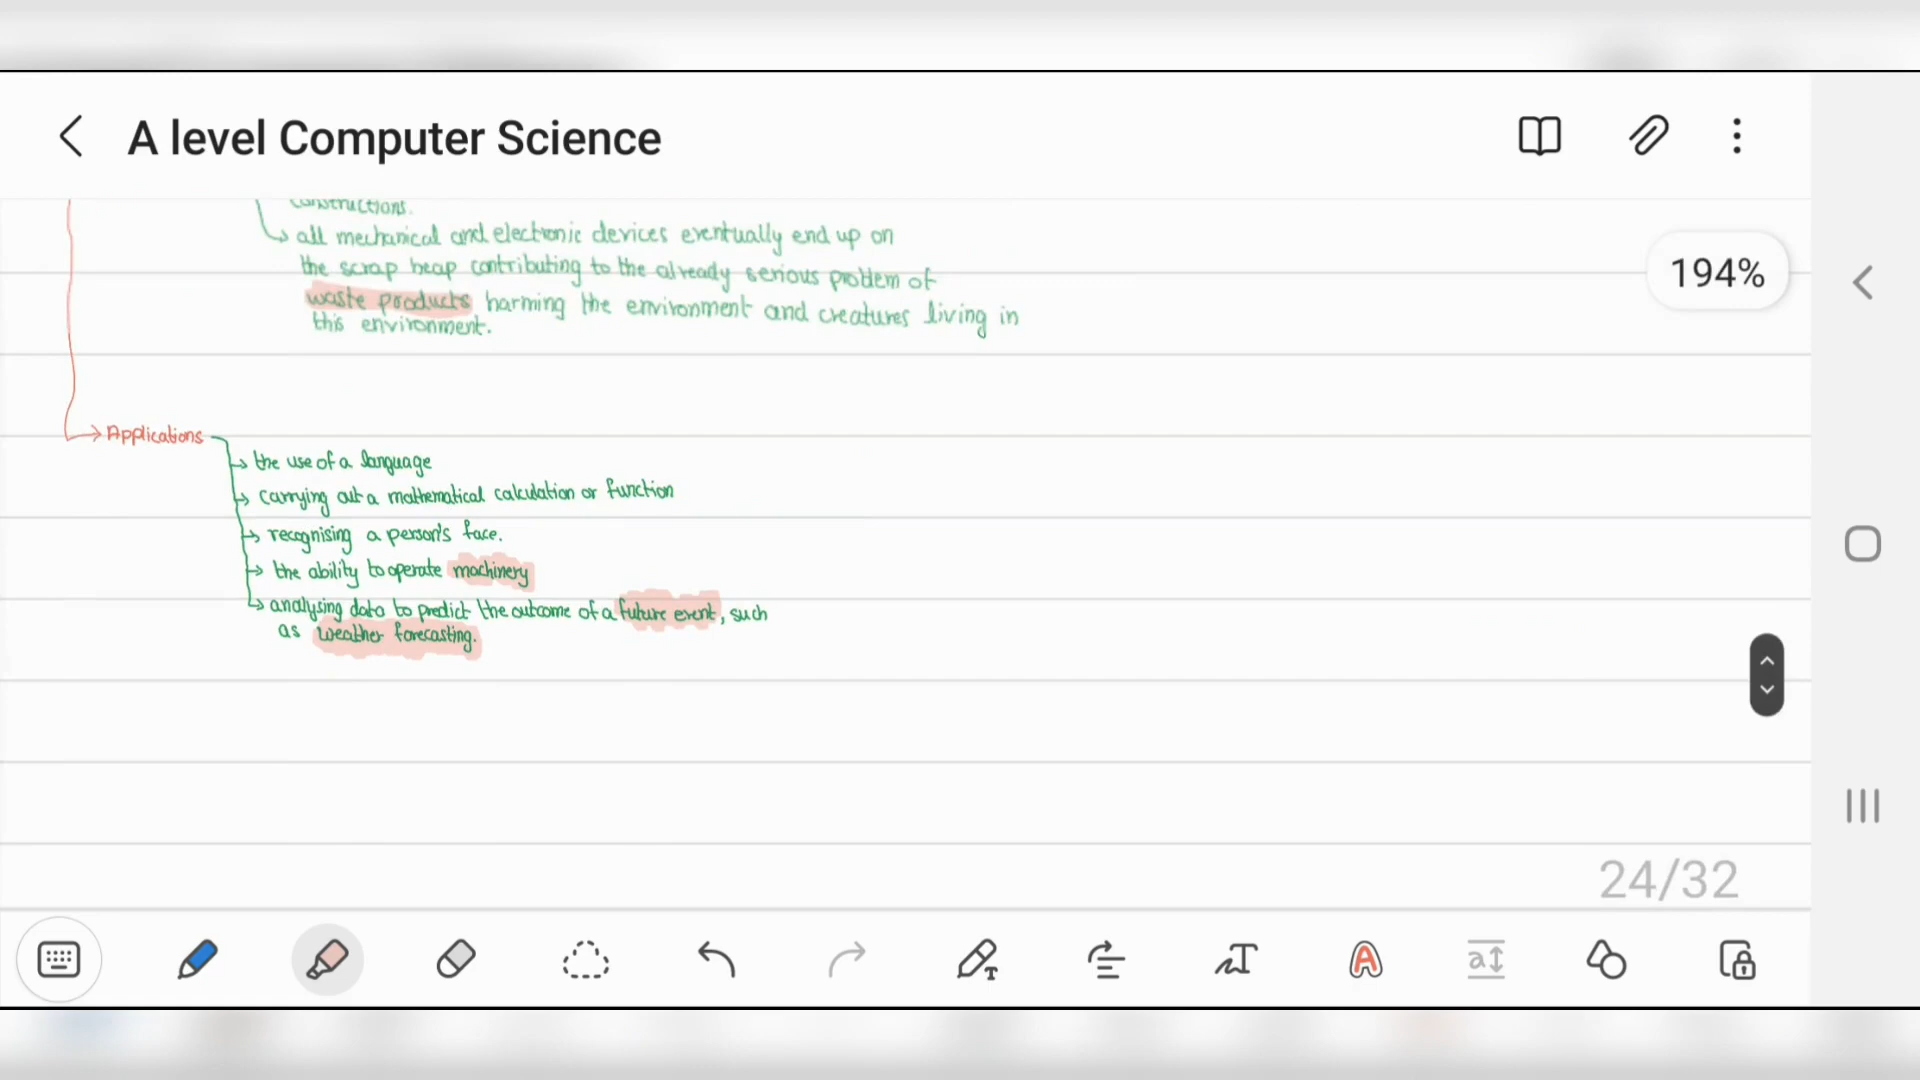 A level Computer Science
constructions.
all mechanical and electronic devices eventually end up on
the scrap heap contributing to the already serious problem of
waste products harming the environment and creatures living in
this environment.
194%
Applications
the use of a language
carrying out a mathematical calculation or function
recognising a person's face.
the ability to operate machinery
analysing data to predict the outcome of a future event, such
as weather forecasting.
24/32